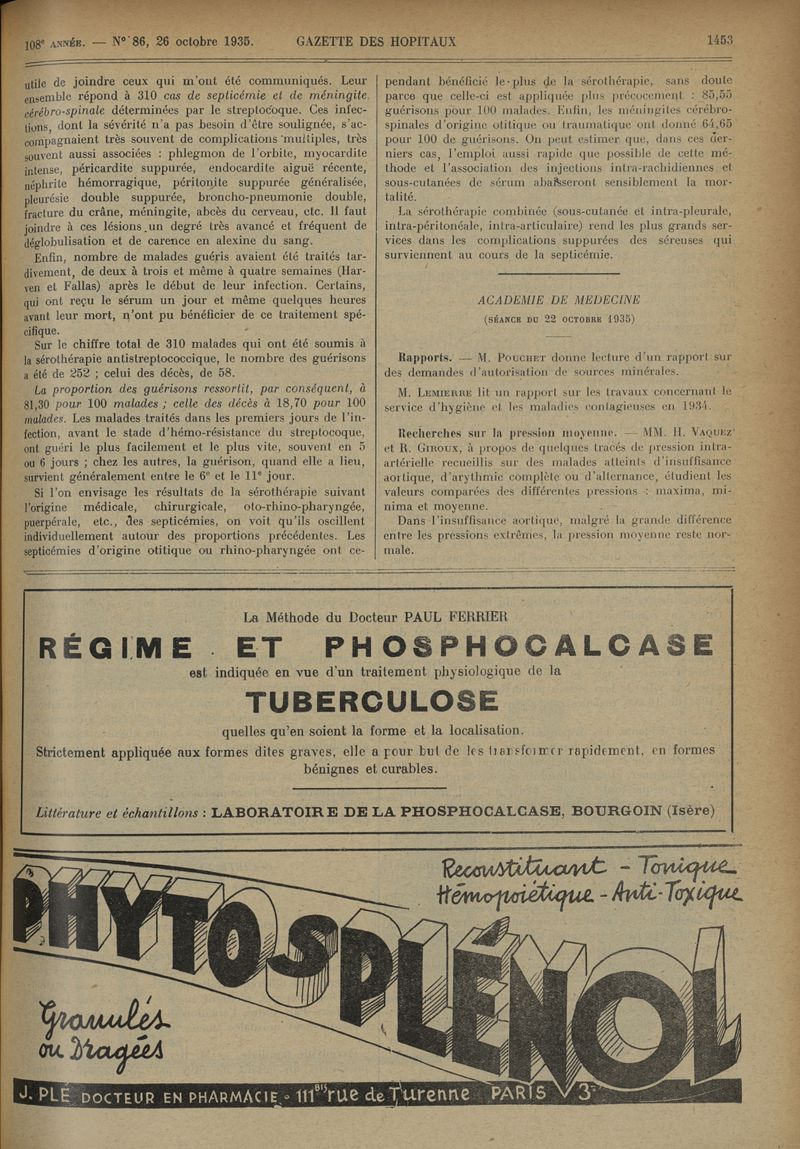 108e ANNÉE. — N° 86, 26 octobre 1935. GAZETTE DES HOPITAUX 1453
utile de joindre ceux qui m'ont été communiqués. Leur
ensemble répond à 310 cas de septicémie et de méningite
cérébro-spinale déterminées par le streptocoque. Ces infec-
tions, dont la sévérité n'a pas besoin d'être soulignée, s'ac-
compagnaient très souvent de complications multiples, très
souvent aussi associées : phlegmon de l'orbite, myocardite
intense, péricardite suppurée, endocardite aiguë récente,
néphrite hémorragique, péritonite suppurée généralisée,
pleurésie double suppurée, broncho-pneumonie double,
fracture du crâne, méningite, abcès du cerveau, etc. Il faut
joindre à ces lésions un degré très avancé et fréquent de
déglobulisation et de carence en alexine du sang.
Enfin, nombre de malades guéris avaient été traités tar-
divement, de deux à trois et même à quatre semaines (Har-
ven et Fallas) après le début de leur infection. Certains,
qui ont reçu le sérum un jour et même quelques heures
avant leur mort, n'ont pu bénéficier de ce traitement spé-
cifique.
Sur le chiffre total de 310 malades qui ont été soumis à
la sérothérapie antistreptococcique, le nombre des guérisons
a été de 252 ; celui des décès, de 58.
La proportion des guérisons ressortit, par conséquent, à
81,30 pour 100 malades ; celle des décès à 18,70 pour 100
malades. Les malades traités dans les premiers jours de l'in-
fection, avant le stade d'hémo-résistance du streptocoque,
ont guéri le plus facilement et le plus vite, souvent en 5
ou 6 jours ; chez les autres, la guérison, quand elle a lieu,
survient généralement entre le 6e et le 11e jour.
Si l'on envisage les résultats de la sérothérapie suivant
l'origine médicale, chirurgicale, oto-rhino-pharyngée,
puerpérale, etc., des septicémies, on voit qu'ils oscillent
individuellement autour des proportions précédentes. Les
septicémies d'origine otitique ou rhino-pharyngée ont ce-
pendant bénéficié le plus de la sérothérapie, sans doute
parce que celle-ci est appliquée plus précocement : 85,55
guérisons pour 100 malades. Enfin, les méningites cérébro-
spinales d'origine otitique ou traumatique ont donné 64,65
pour 100 de guérisons. On peut estimer que, dans ces der-
niers cas, l'emploi aussi rapide que possible de cette mé-
thode et l'association des injections intra-rachidiennes et
sous-cutanées de sérum abaisseront sensiblement la mor-
talité.
La sérothérapie combinée (sous-cutanée et intra-pleurale,
intra-péritonéale, intra-articulaire) rend les plus grands ser-
vices dans les complications suppurées des séreuses qui
surviennent au cours de la septicémie.
ACADEMIE DE MEDECINE
(SÉANCE DU 22 OCTOBRE 1935)
Rapports. — M. POUCHET donne lecture d'un rapport sur
des demandes d'autorisation de sources minérales.
M. LEMIERRE lit un rapport sur les travaux concernant le
service d'hygiène et les maladies contagieuses en 1934.
Recherches sur la pression moyenne. — MM. H. VAQUEZ
et R. GIROUX, à propos de quelques tracés de pression intra-
artérielle recueillis sur des malades atteints d'insuffisance
aortique, d'arythmie complète ou d'alternance, étudient les
valeurs comparées des différentes pressions : maxima, mi-
nima et moyenne.
Dans l'insuffisance aortique, malgré la grande différence
entre les pressions extrêmes, la pression moyenne reste nor-
male.
La Méthode du Docteur PAUL FERRIER
RÉGIME ET PHOSPHOCALCASE
est indiquée en vue d'un traitement physiologique de la
TUBERCULOSE
quelles qu'en soient la forme et la localisation.
Strictement appliquée aux formes dites graves, elle a pour but de les transformer rapidement, en formes
bénignes et curables.
Littérature et échantillons : LABORATOIRE DE LA PHOSPHOCALCASE, BOURGOIN (Isère)
Reconstituant - Tonique
Hémopoïétique - Anti-Toxique
PHYTOSPLÉNOL
Granulés
ou Dragées
J. PLÉ DOCTEUR EN PHARMACIE - 111BIS rue de Turenne PARIS 3e